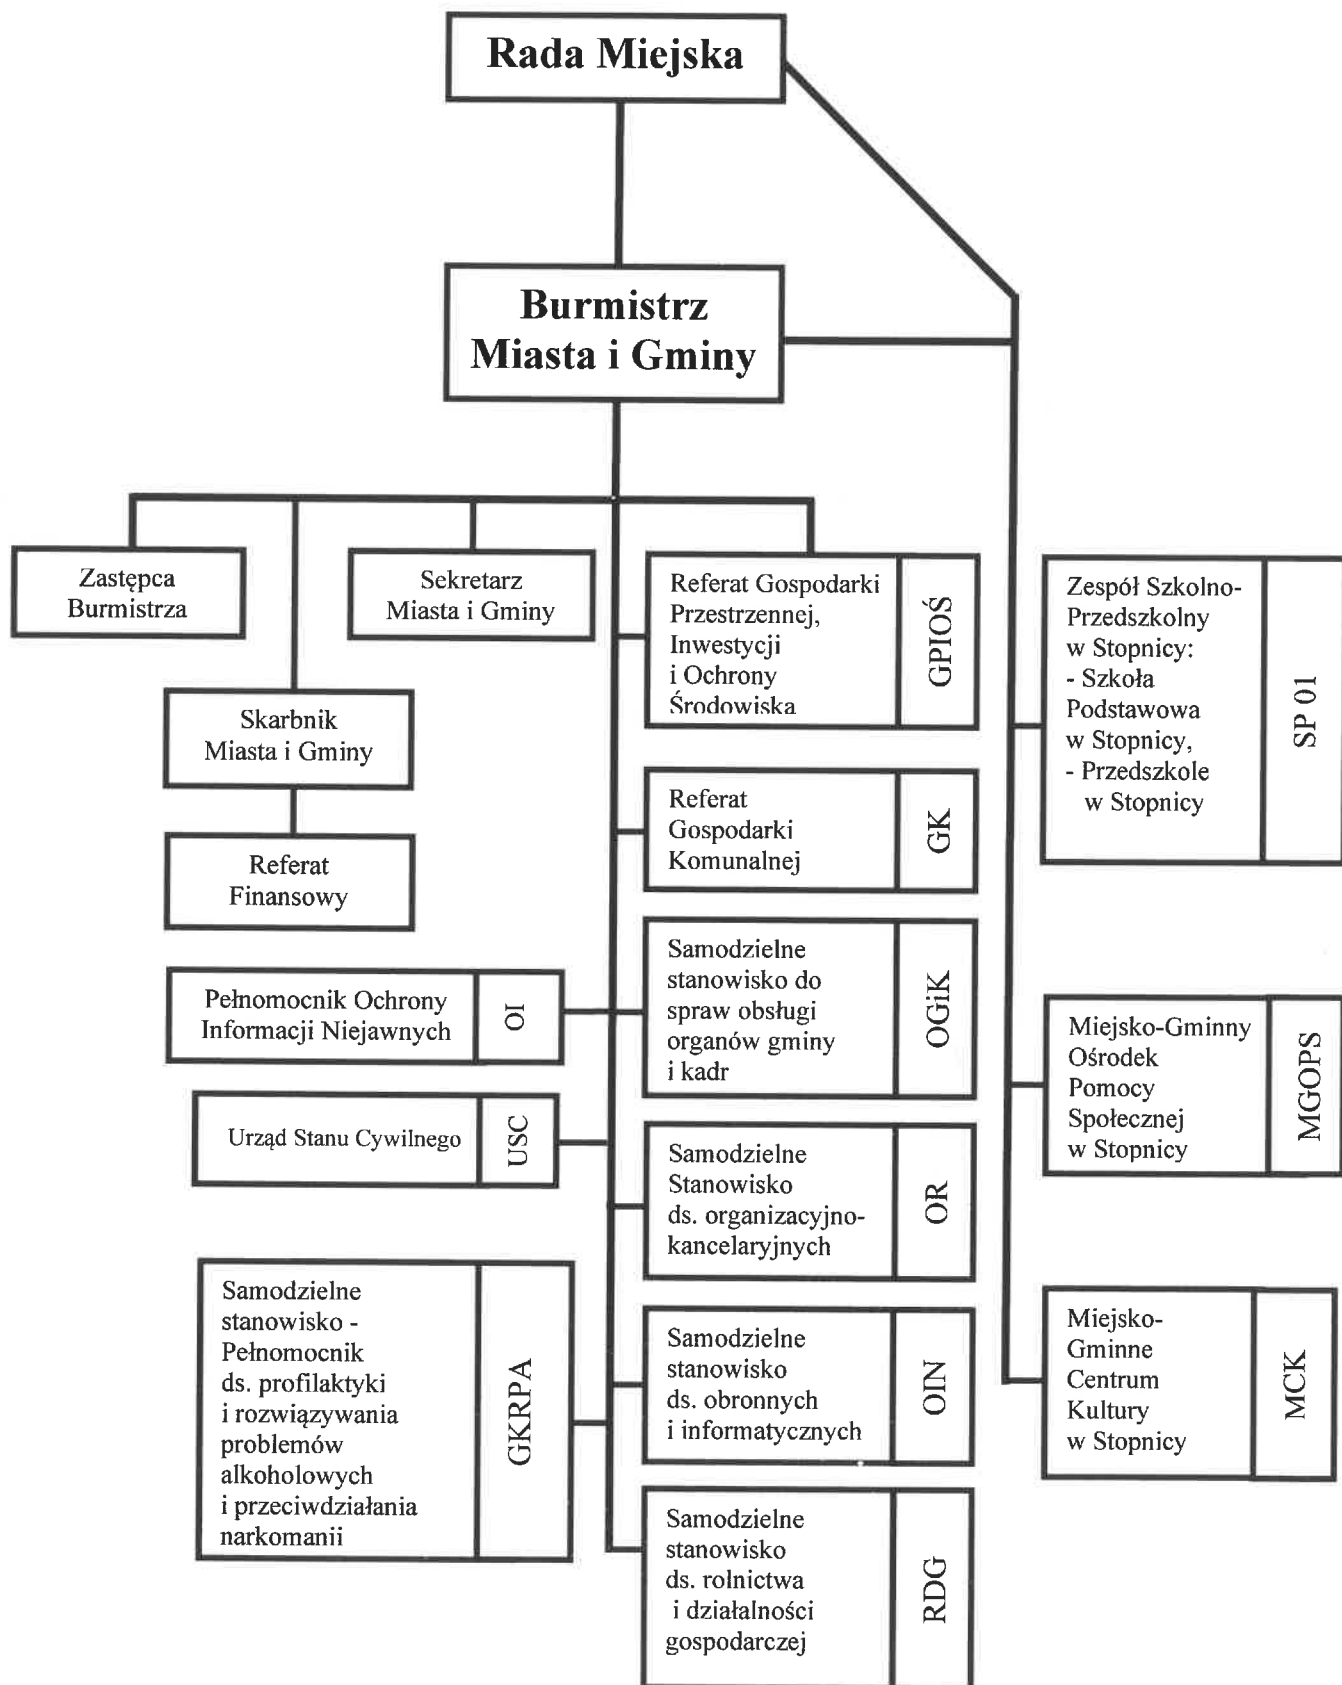 Rada Miejska
Burmistrz
Miasta i Gminy
Zastępca
Burmistrza
Sekretarz
Miasta i Gminy
Skarbnik
Miasta i Gminy
Referat
Finansowy
Pełnomocnik Ochrony
Informacji Niejawnych
OI
Urząd Stanu Cywilnego
USC
Samodzielne
stanowisko -
Pełnomocnik
ds. profilaktyki
i rozwiązywania
problemów
alkoholowych
i przeciwdziałania
narkomanii
GKRPA
Referat Gospodarki
Przestrzennej,
Inwestycji
i Ochrony
Środowiska
GPIOŚ
Referat
Gospodarki
Komunalnej
GK
Samodzielne
stanowisko do
spraw obsługi
organów gminy
i kadr
OGiK
Samodzielne
Stanowisko
ds. organizacyjno-
kancelaryjnych
OR
Samodzielne
stanowisko
ds. obronnych
i informatycznych
OIN
Samodzielne
stanowisko
ds. rolnictwa
i działalności
gospodarczej
RDG
Zespół Szkolno-
Przedszkolny
w Stopnicy:
- Szkoła
Podstawowa
w Stopnicy,
- Przedszkole
w Stopnicy
SP 01
Miejsko-Gminny
Ośrodek
Pomocy
Społecznej
w Stopnicy
MGOPS
Miejsko-
Gminne
Centrum
Kultury
w Stopnicy
MCK